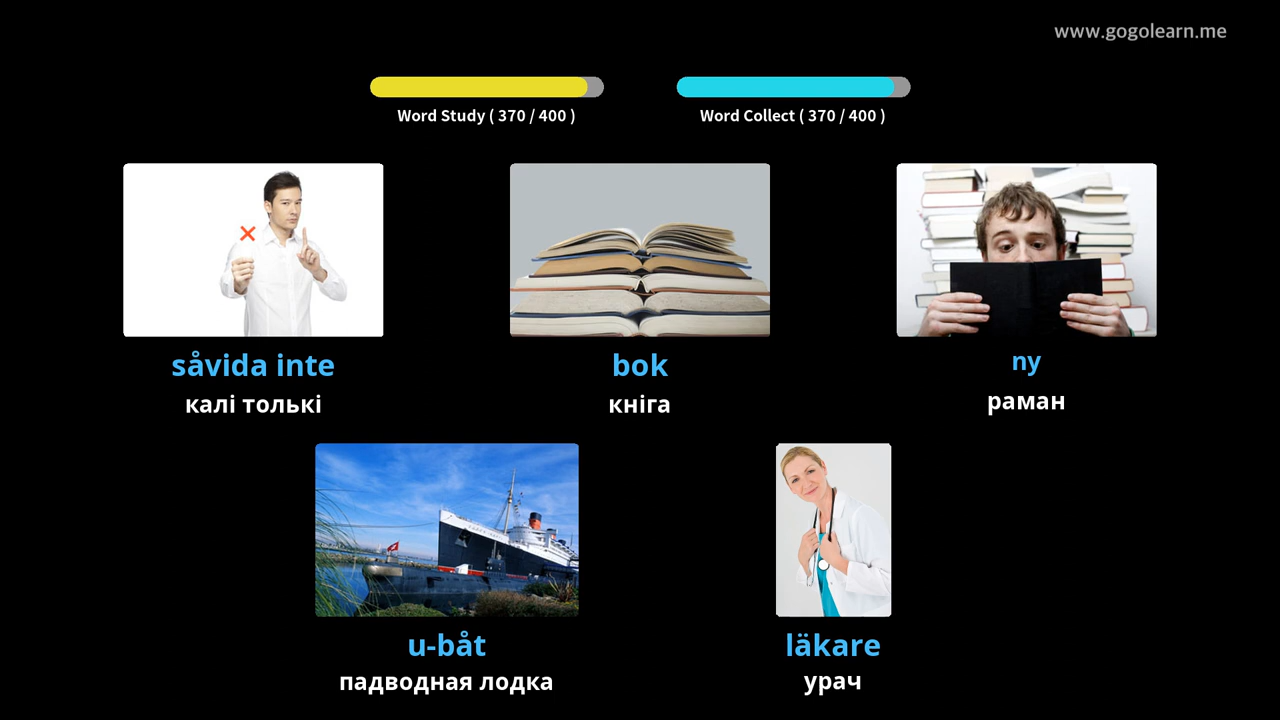 www.gogolearn.me
Word Study ( 370 / 400 )
Word Collect ( 370 / 400 )
såvida inte
калі толькі
bok
кніга
ny
раман
u-båt
падводная лодка
läkare
урач